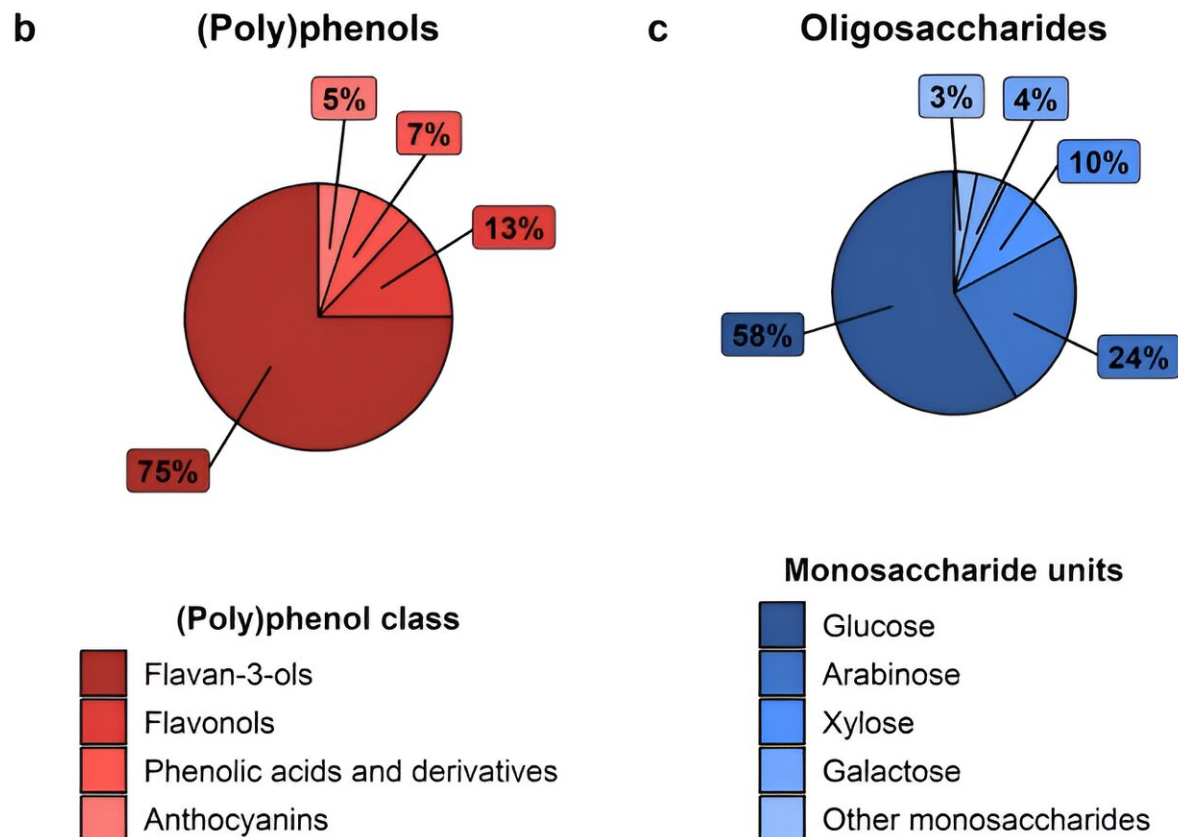 b (Poly)phenols
5%
7%
13%
75%
(Poly)phenol class
Flavan-3-ols
Flavonols
Phenolic acids and derivatives
Anthocyanins
c Oligosaccharides
3%
4%
10%
58%
24%
Monosaccharide units
Glucose
Arabinose
Xylose
Galactose
Other monosaccharides